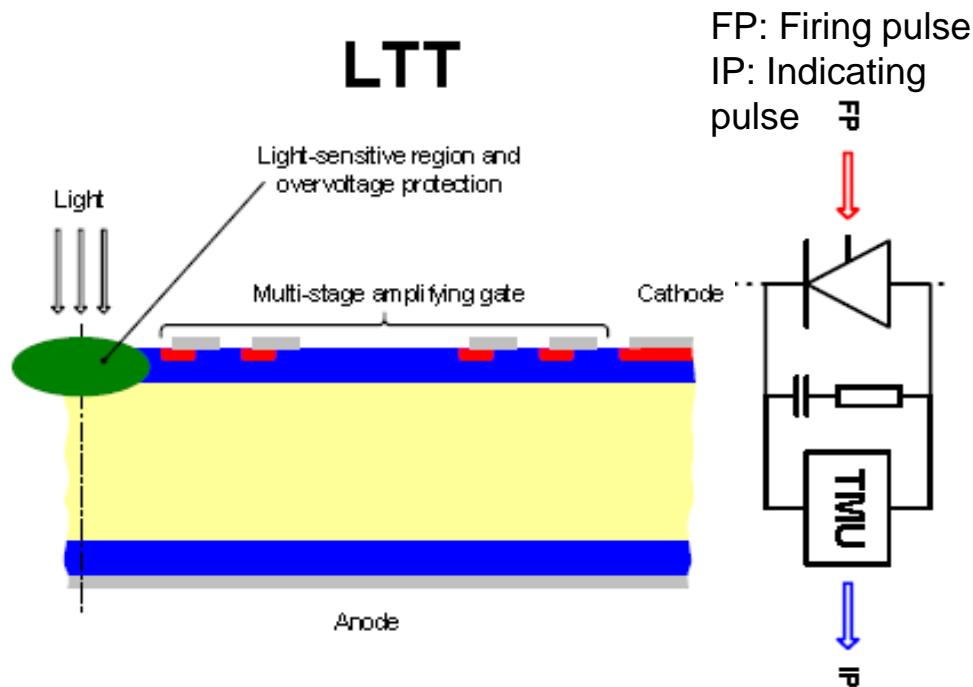 LTT
FP: Firing pulse
IP: Indicating
pulse
FP
Light-sensitive region and
overvoltage protection
Light
Multi-stage amplifying gate
Cathode
TMU
Anode
IP